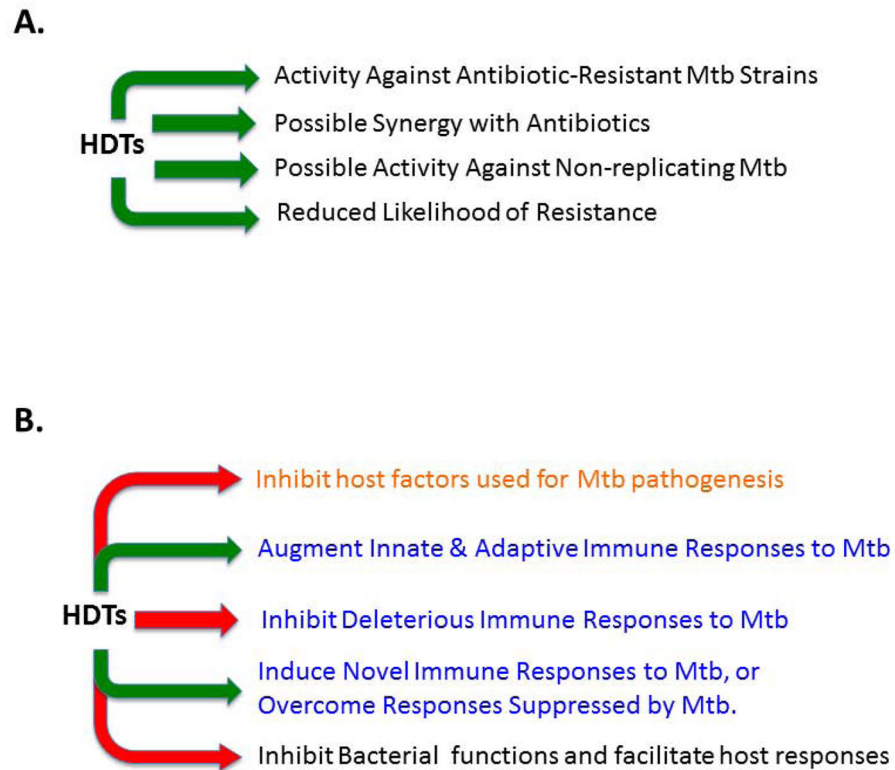 A.
Activity Against Antibiotic-Resistant Mtb Strains
Possible Synergy with Antibiotics
HDTs
Possible Activity Against Non-replicating Mtb
Reduced Likelihood of Resistance
B.
Inhibit host factors used for Mtb pathogenesis
Augment Innate & Adaptive Immune Responses to Mtb
HDTs
Inhibit Deleterious Immune Responses to Mtb
Induce Novel Immune Responses to Mtb, or
Overcome Responses Suppressed by Mtb.
Inhibit Bacterial functions and facilitate host responses